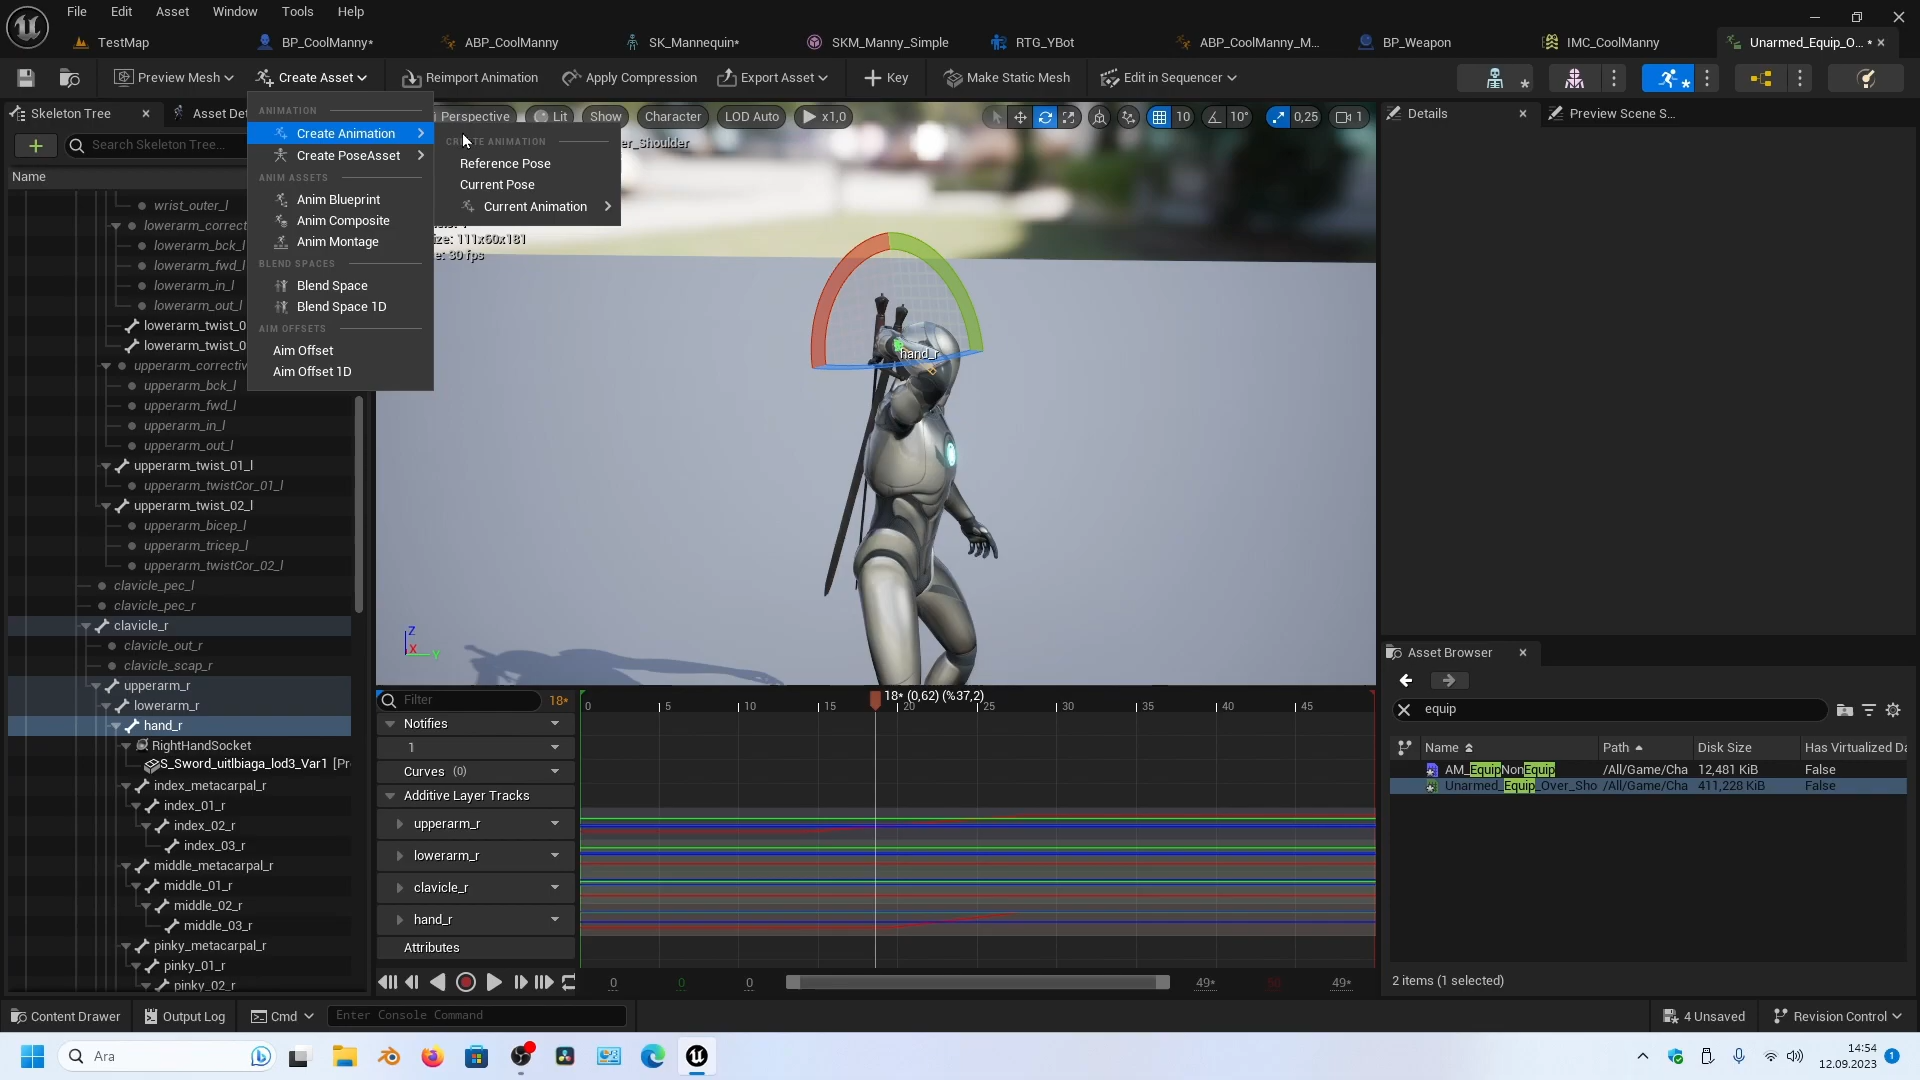 File Edit Asset Window Tools Help
TestMap BP_CoolManny* ABP_CoolManny SK_Mannequin* SKM_Manny_Simple RTG_YBot ABP_CoolManny_M... BP_Weapon IMC_CoolManny Unarmed_Equip_O... *
Preview Mesh Create Asset Reimport Animation Apply Compression Export Asset Key Make Static Mesh Edit in Sequencer
Skeleton Tree Asset Det
Search Skeleton Tree...
Name
wrist_outer_l
lowerarm_correct
lowerarm_bck_l
lowerarm_fwd_l
lowerarm_in_l
lowerarm_out_l
lowerarm_twist_0
lowerarm_twist_0
upperarm_correctiv
upperarm_bck_l
upperarm_fwd_l
upperarm_in_l
upperarm_out_l
upperarm_twist_01_l
upperarm_twistCor_01_l
upperarm_twist_02_l
upperarm_bicep_l
upperarm_tricep_l
upperarm_twistCor_02_l
clavicle_pec_l
clavicle_pec_r
clavicle_r
clavicle_out_r
clavicle_scap_r
upperarm_r
lowerarm_r
hand_r
RightHandSocket
S_Sword_uitlbiaga_lod3_Var1 [Pr
index_metacarpal_r
index_01_r
index_02_r
index_03_r
middle_metacarpal_r
middle_01_r
middle_02_r
middle_03_r
pinky_metacarpal_r
pinky_01_r
pinky_02_r
ANIMATION
Create Animation
Create PoseAsset
ANIM ASSETS
Anim Blueprint
Anim Composite
Anim Montage
BLEND SPACES
Blend Space
Blend Space 1D
AIM OFFSETS
Aim Offset
Aim Offset 1D
CREATE ANIMATION
Reference Pose
Current Pose
Current Animation
Perspective Lit Show Character LOD Auto x1,0 10 10° 0,25 1
er_Shoulder
ize: 111x60x181
e: 30 fps
hand_r
Z
X
Y
Filter 18*
Notifies
1
Curves (0)
Additive Layer Tracks
upperarm_r
lowerarm_r
clavicle_r
hand_r
Attributes
18* (0,62) (%37,2)
0 5 10 15 20 25 30 35 40 45
0 0 0 49* 50 49*
Details Preview Scene S...
Asset Browser
equip
Name Path Disk Size Has Virtualized Da
AM_EquipNonEquip /All/Game/Cha 12,481 KiB False
Unarmed_Equip_Over_Sho /All/Game/Cha 411,228 KiB False
2 items (1 selected)
Content Drawer Output Log Cmd Enter Console Command 4 Unsaved Revision Control
Ara
14:54
12.09.2023
1